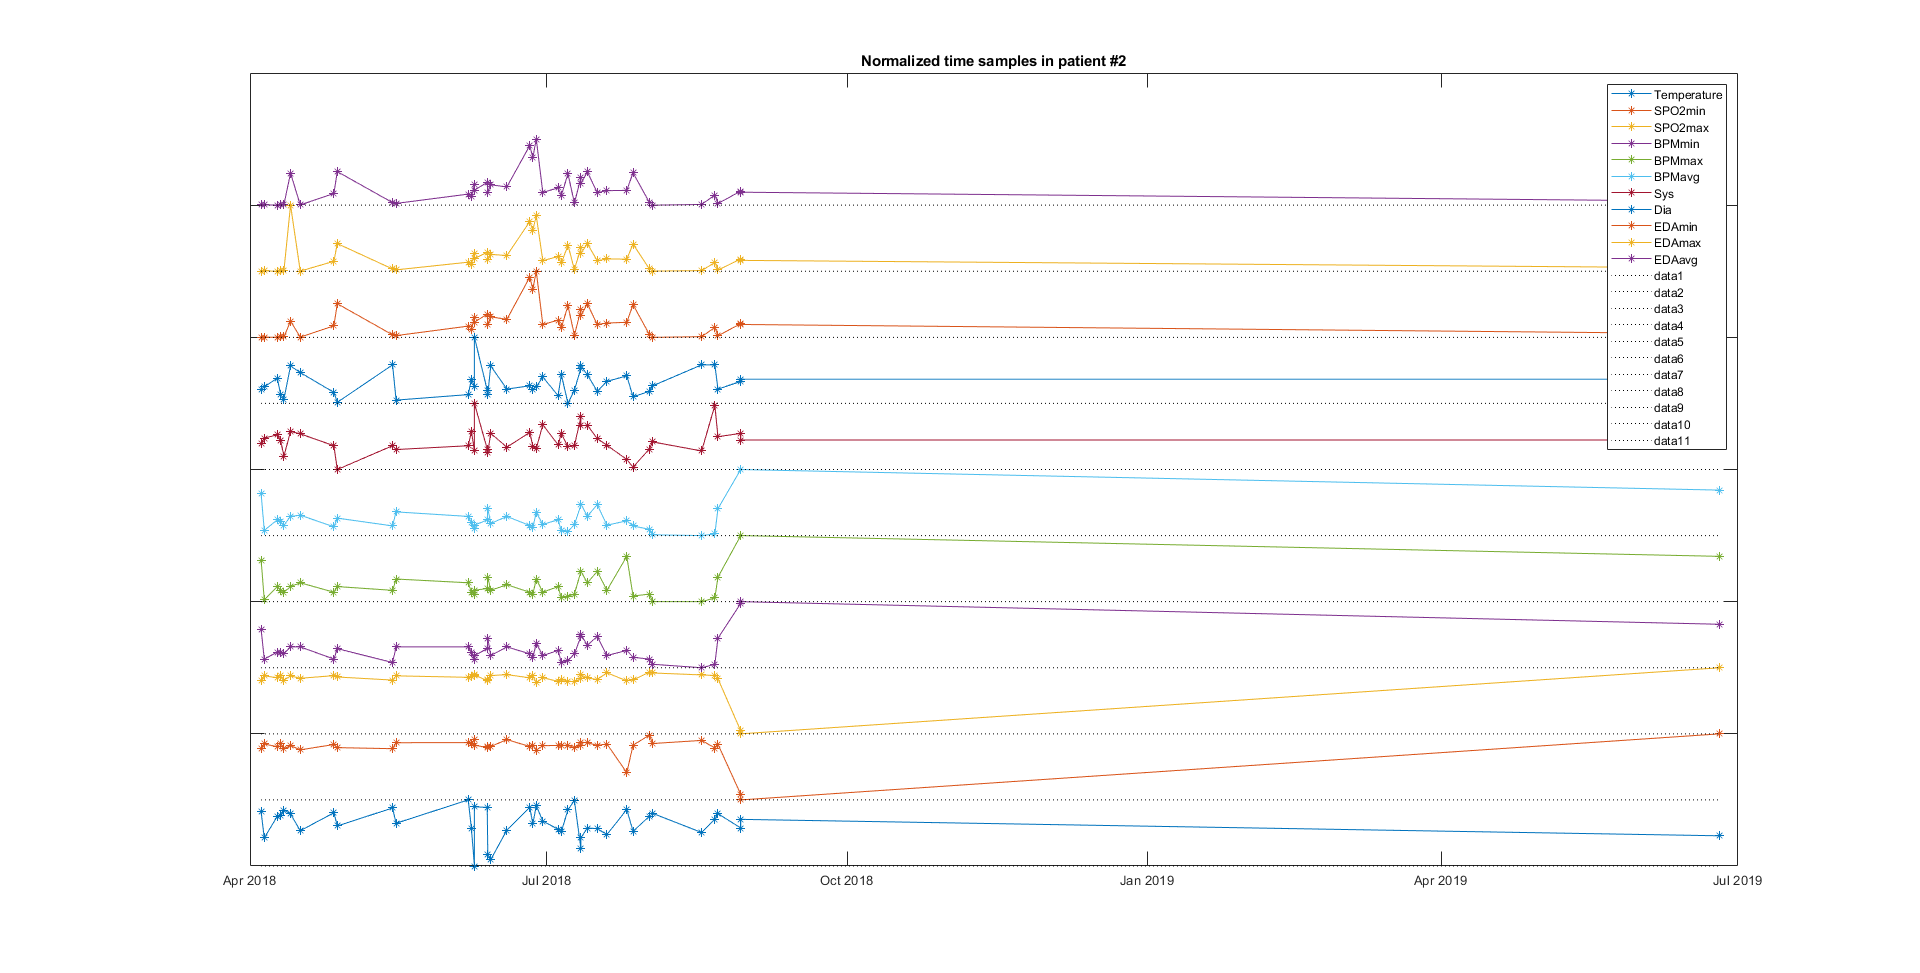 Normalized time samples in patient #2
Temperature
SPO2min
SPO2max
BPMmin
BPMmax
BPMavg
Sys
Dia
EDAmin
EDAmax
EDAavg
data1
data2
data3
data4
data5
data6
data7
data8
data9
data10
data11
Apr 2018
Jul 2018
Oct 2018
Jan 2019
Apr 2019
Jul 2019